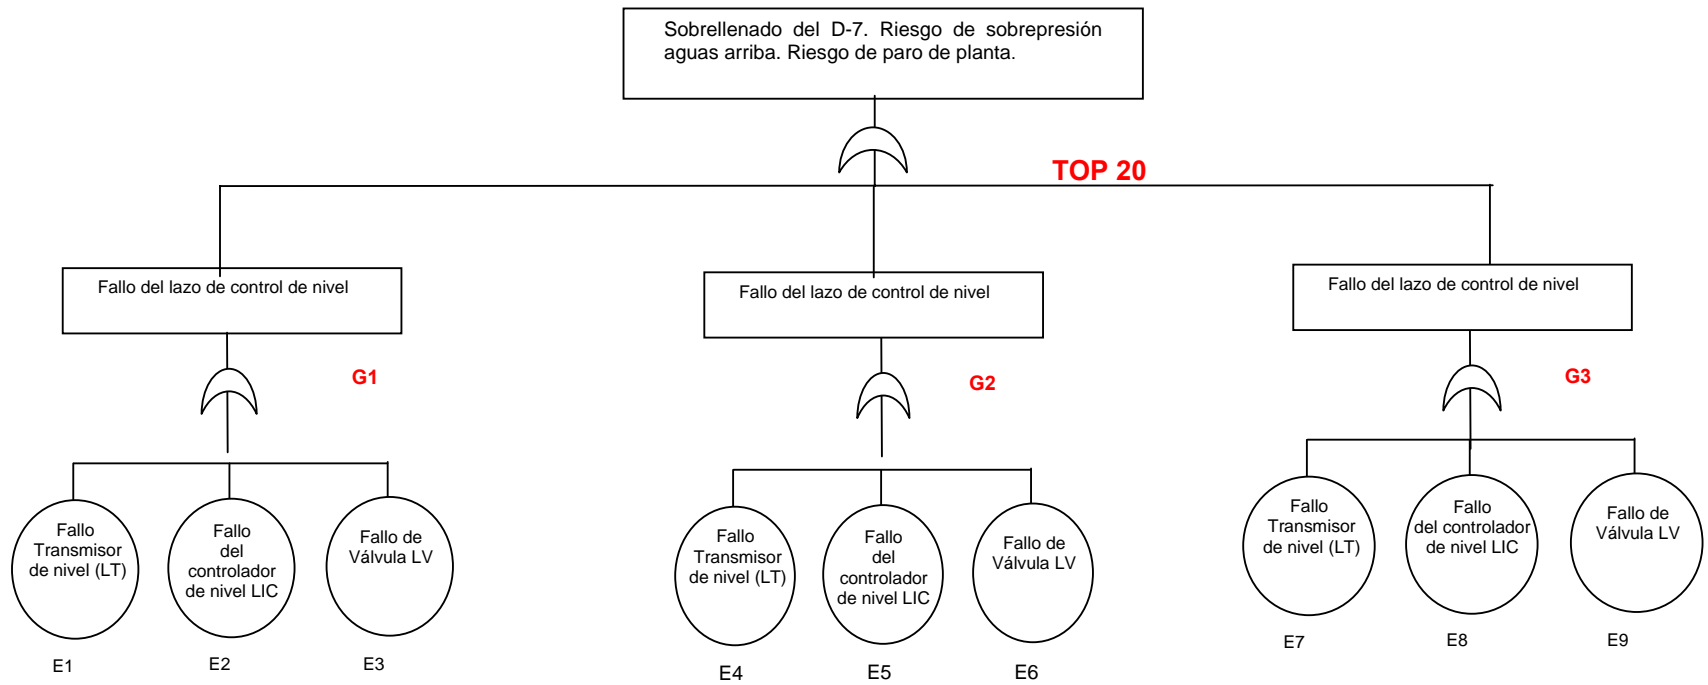 Sobrellenado del D-7. Riesgo de sobrepresión
aguas arriba. Riesgo de paro de planta.
TOP 20
Fallo del lazo de control de nivel
Fallo del lazo de control de nivel
Fallo del lazo de control de nivel
G1
G2
G3
Fallo
Transmisor
de nivel (LT)
Fallo
del
controlador
de nivel LIC
Fallo de
Válvula LV
Fallo
Transmisor
de nivel (LT)
Fallo
del
controlador
de nivel LIC
Fallo de
Válvula LV
Fallo
Transmisor
de nivel (LT)
Fallo
del controlador
de nivel LIC
Fallo de
Válvula LV
E1
E2
E3
E4
E5
E6
E7
E8
E9